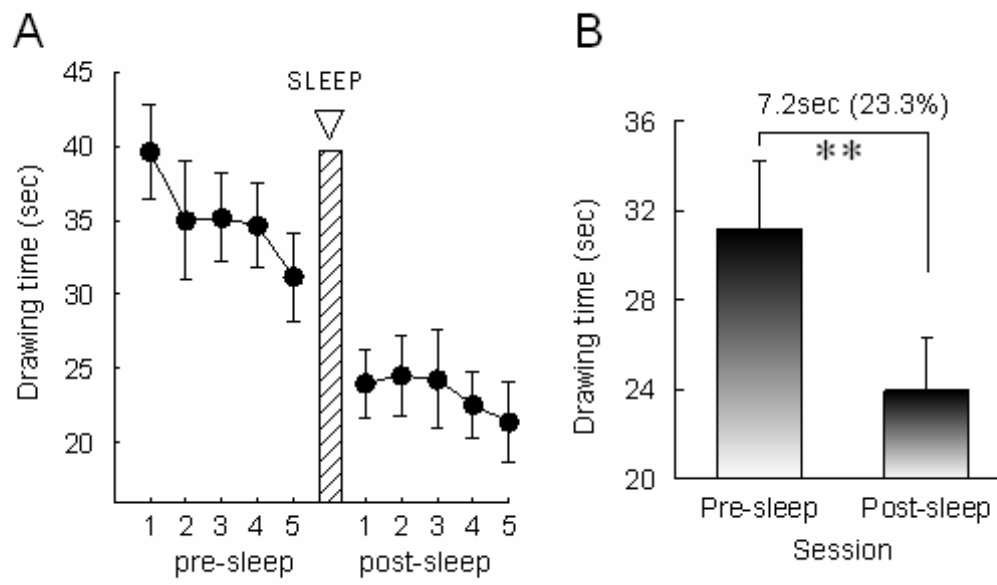 A
SLEEP
45
40
35
30
25
20
Drawing time (sec)
1 2 3 4 5 1 2 3 4 5
pre-sleep post-sleep
B
7.2sec (23.3%)
**
36
32
28
24
20
Drawing time (sec)
Pre-sleep Post-sleep
Session